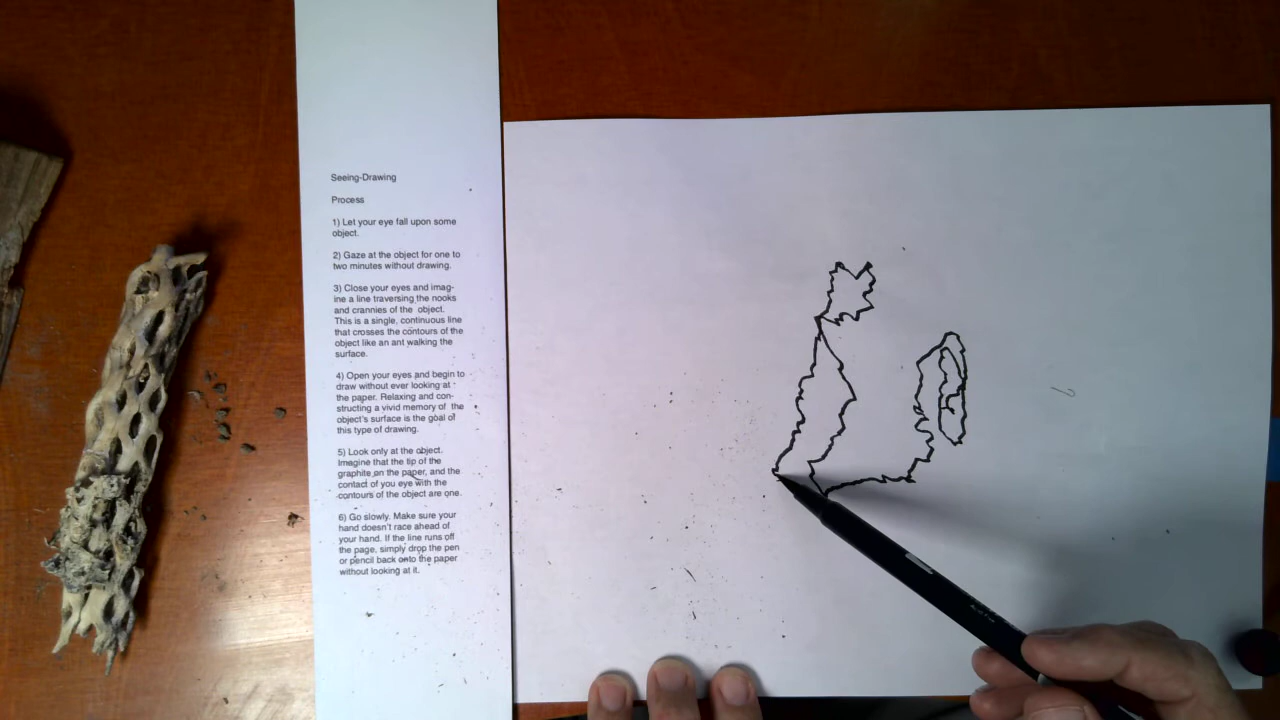 Seeing-Drawing
Process
1) Let your eye fall upon some
object.
2) Gaze at the object for one to
two minutes without drawing.
3) Close your eyes and imag-
ine a line traversing the nooks
and crannies of the object.
This is a single, continuous line
that crosses the contours of the
object like an ant walking the
surface.
4) Open your eyes and begin to
draw without ever looking at
the paper. Relaxing and con-
structing a vivid memory of the
object's surface is the goal of
this type of drawing.
5) Look only at the object.
Imagine that the tip of the
graphite on the paper, and the
contact of you eye with the
contours of the object are one.
6) Go slowly. Make sure your
hand doesn't race ahead of
your hand. If the line runs off
the page, simply drop the pen
or pencil back onto the paper
without looking at it.